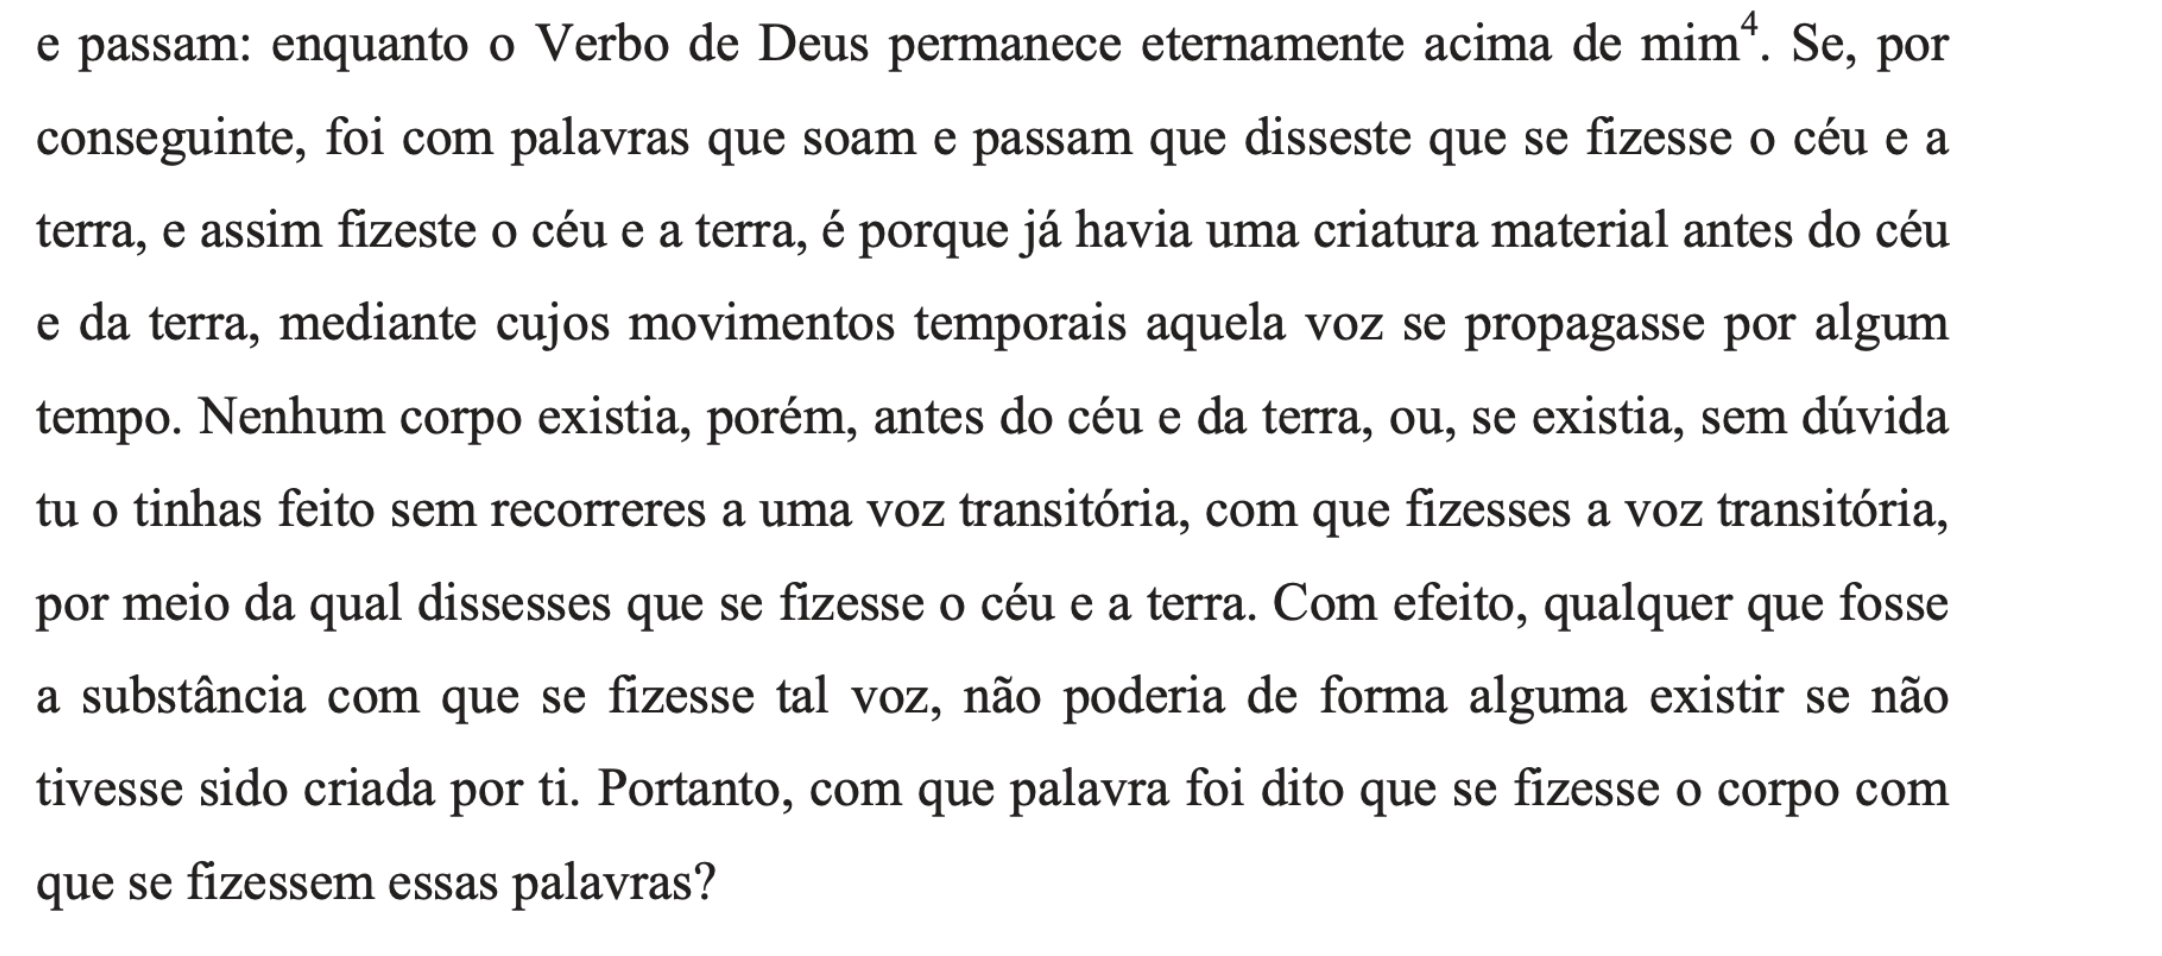 e passam: enquanto o Verbo de Deus permanece eternamente acima de mim⁴. Se, por
conseguinte, foi com palavras que soam e passam que disseste que se fizesse o céu e a
terra, e assim fizeste o céu e a terra, é porque já havia uma criatura material antes do céu
e da terra, mediante cujos movimentos temporais aquela voz se propagasse por algum
tempo. Nenhum corpo existia, porém, antes do céu e da terra, ou, se existia, sem dúvida
tu o tinhas feito sem recorreres a uma voz transitória, com que fizesses a voz transitória,
por meio da qual dissesses que se fizesse o céu e a terra. Com efeito, qualquer que fosse
a substância com que se fizesse tal voz, não poderia de forma alguma existir se não
tivesse sido criada por ti. Portanto, com que palavra foi dito que se fizesse o corpo com
que se fizessem essas palavras?